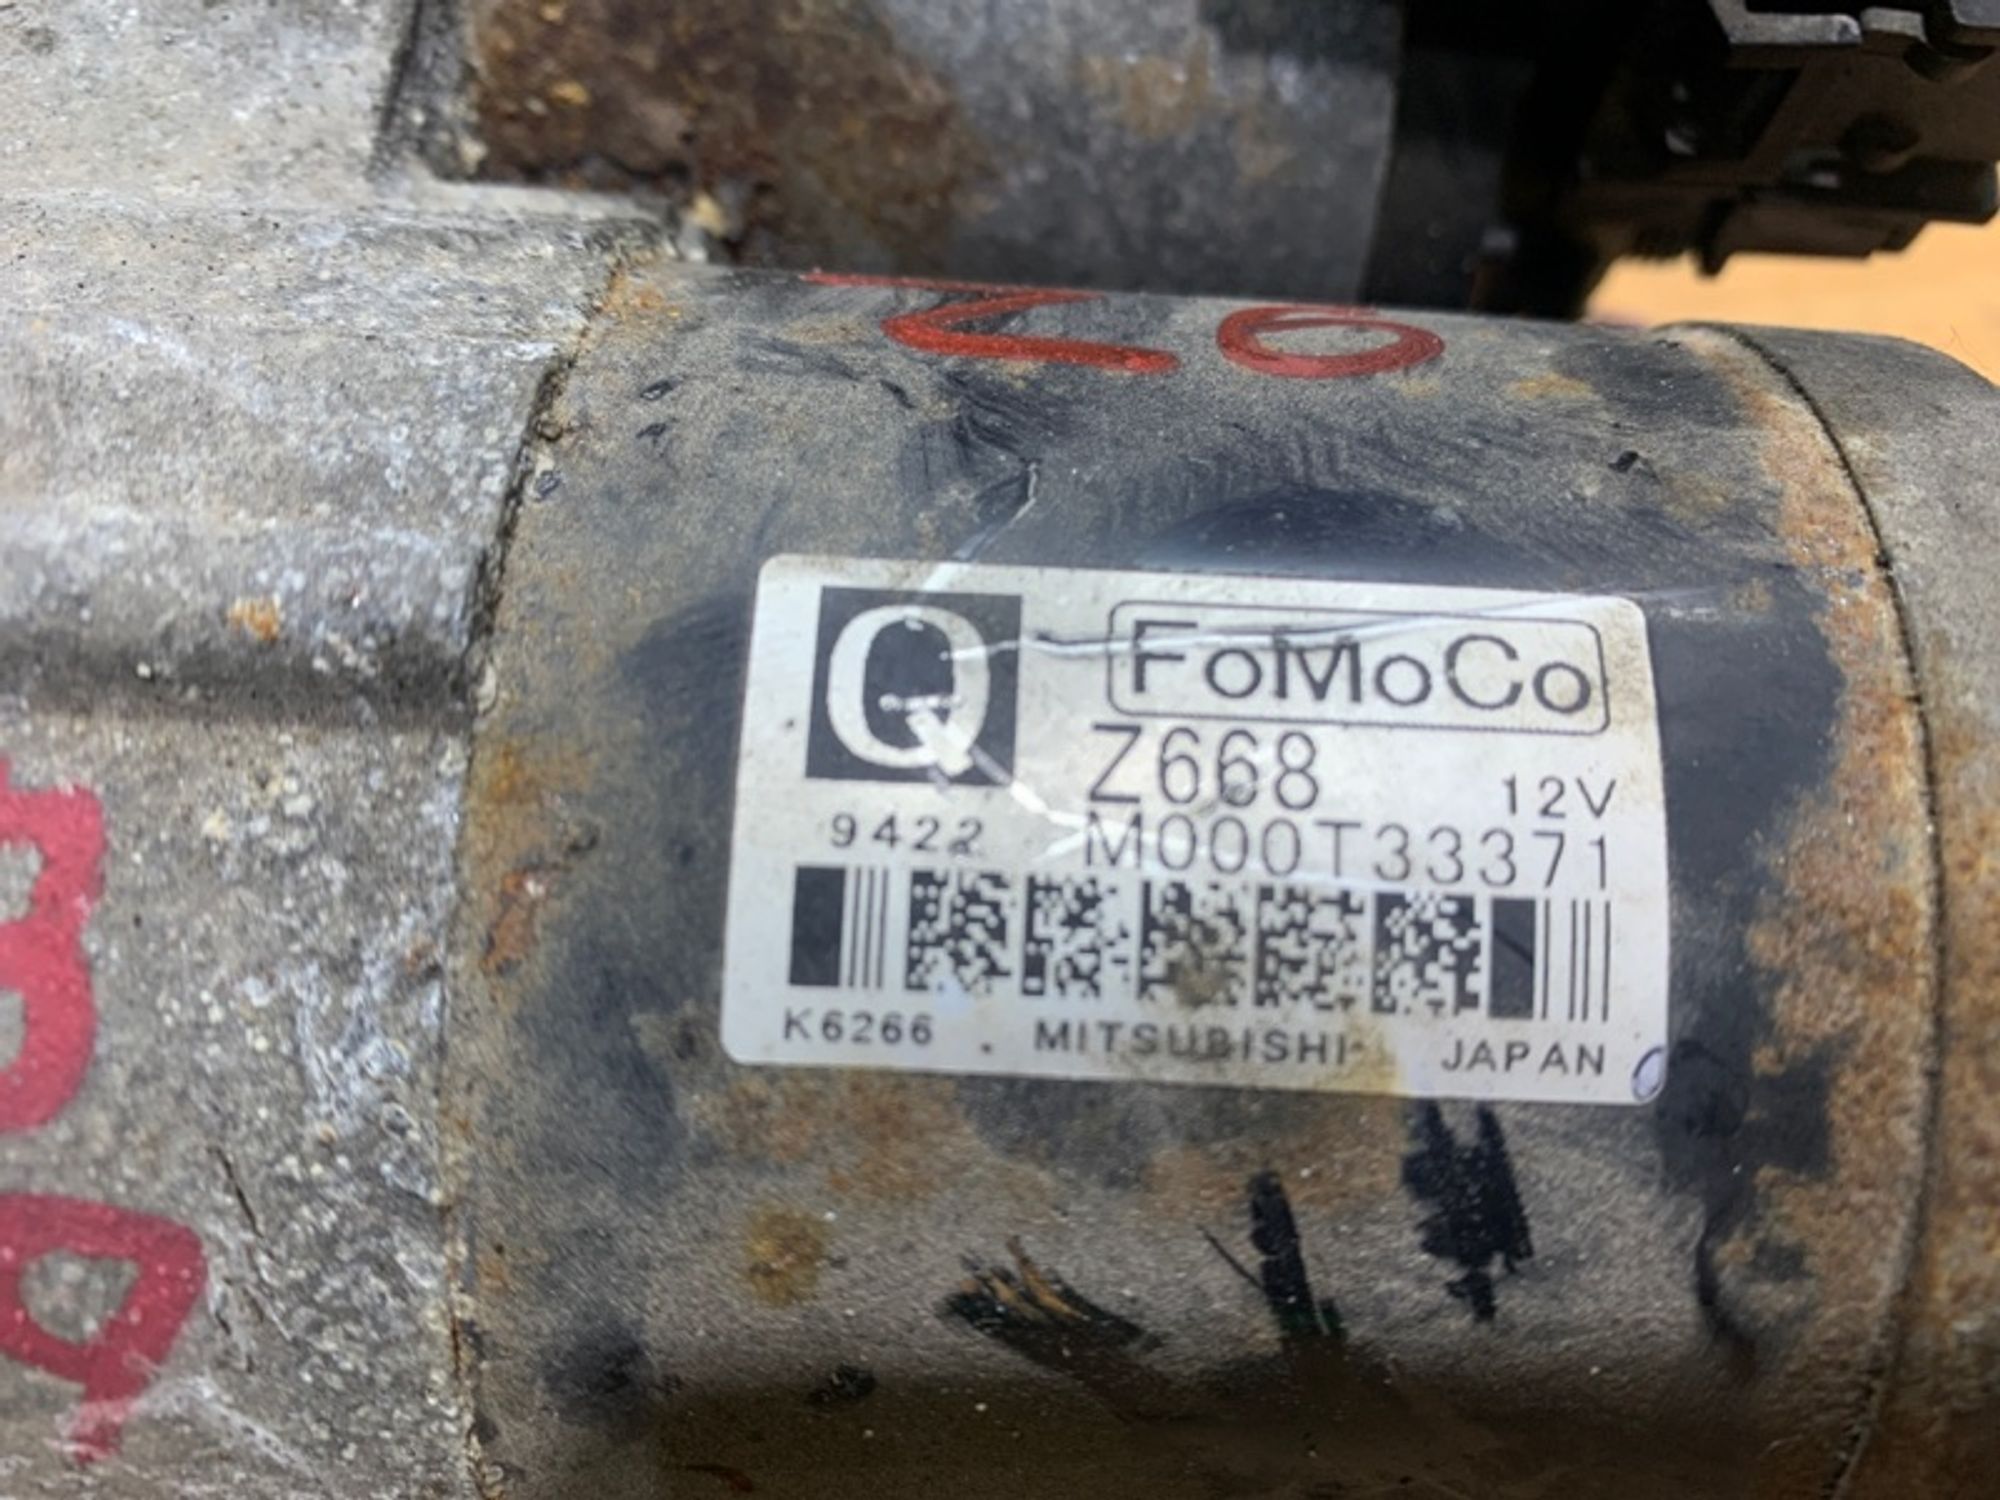 Q FoMoCo
Z668 12V
9422 M000T33371
K6266 MITSUBISHI JAPAN